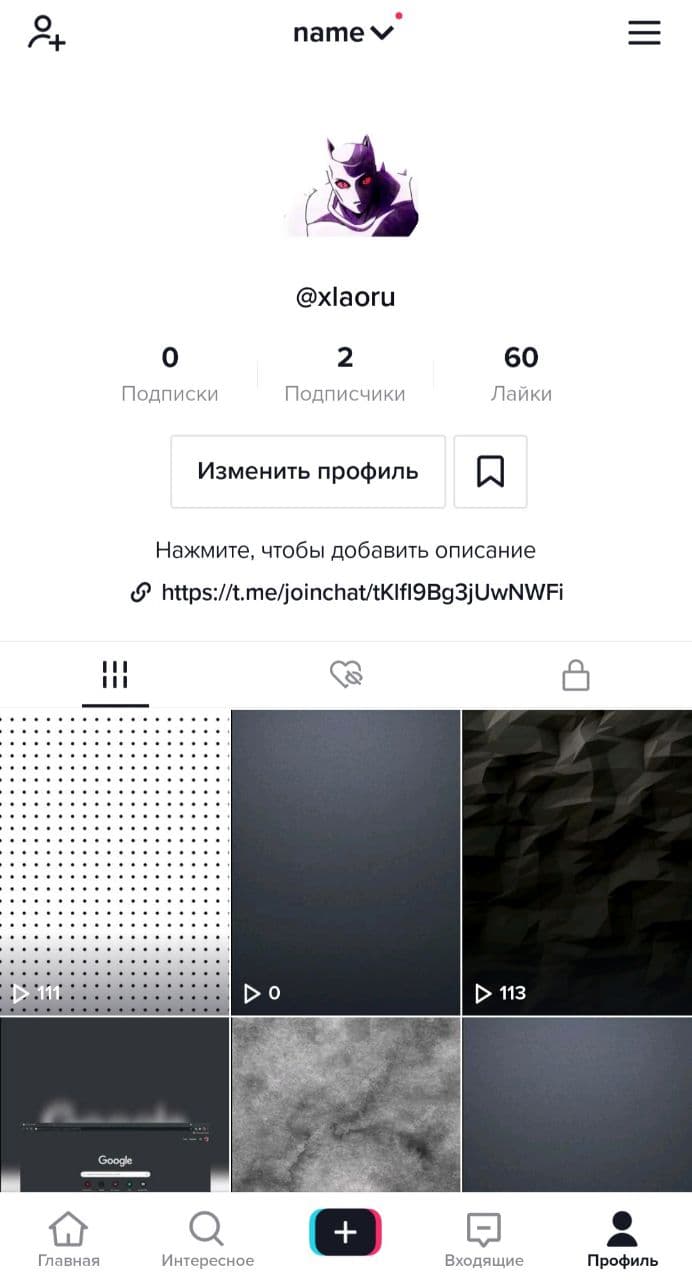 name
@xlaoru
0 2 60
Подписки Подписчики Лайки
Изменить профиль
Нажмите, чтобы добавить описание
https://t.me/joinchat/tKlfI9Bg3jUwNWFi
111 0 113
Google
Главная Интересное Входящие Профиль